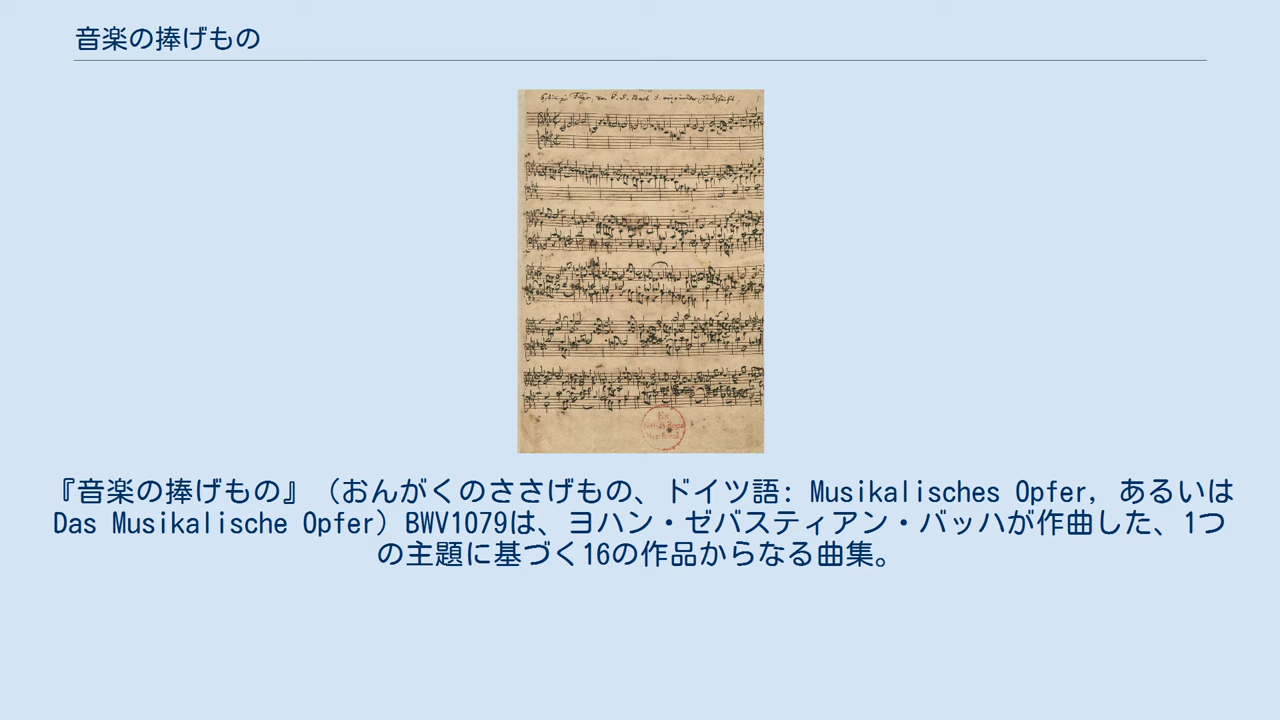 音楽の捧げもの
『音楽の捧げもの』（おんがくのささげもの、ドイツ語: Musikalisches Opfer, あるいは
Das Musikalische Opfer）BWV1079は、ヨハン・ゼバスティアン・バッハが作曲した、1つ
の主題に基づく16の作品からなる曲集。